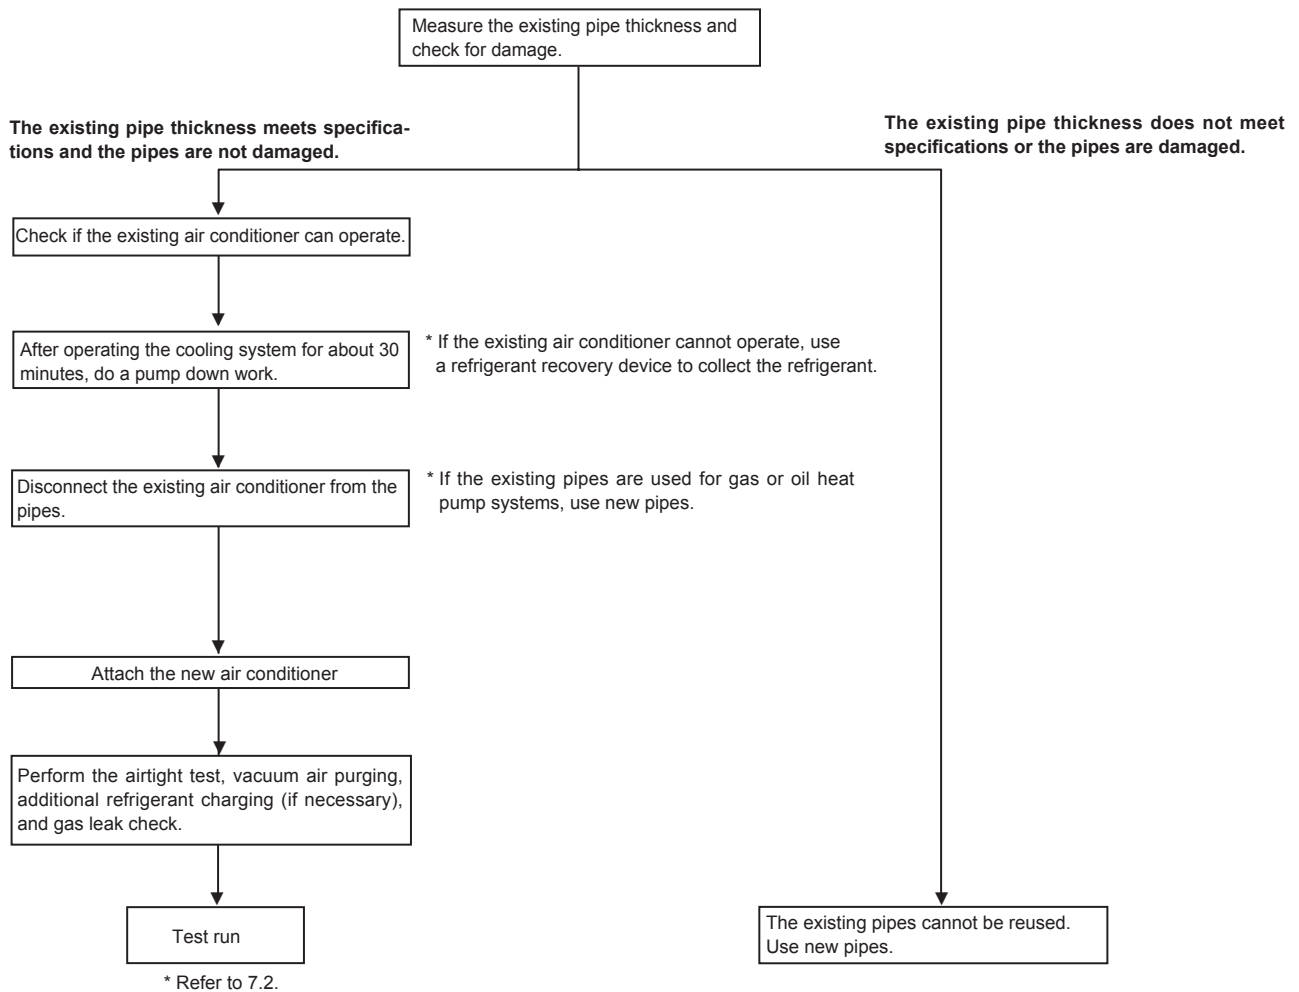 Measure the existing pipe thickness and
check for damage.
The existing pipe thickness meets specifica-
tions and the pipes are not damaged.
The existing pipe thickness does not meet
specifications or the pipes are damaged.
Check if the existing air conditioner can operate.
After operating the cooling system for about 30
minutes, do a pump down work.
* If the existing air conditioner cannot operate, use
a refrigerant recovery device to collect the refrigerant.
Disconnect the existing air conditioner from the
pipes.
* If the existing pipes are used for gas or oil heat
pump systems, use new pipes.
Attach the new air conditioner
Perform the airtight test, vacuum air purging,
additional refrigerant charging (if necessary),
and gas leak check.
Test run
* Refer to 7.2.
The existing pipes cannot be reused.
Use new pipes.